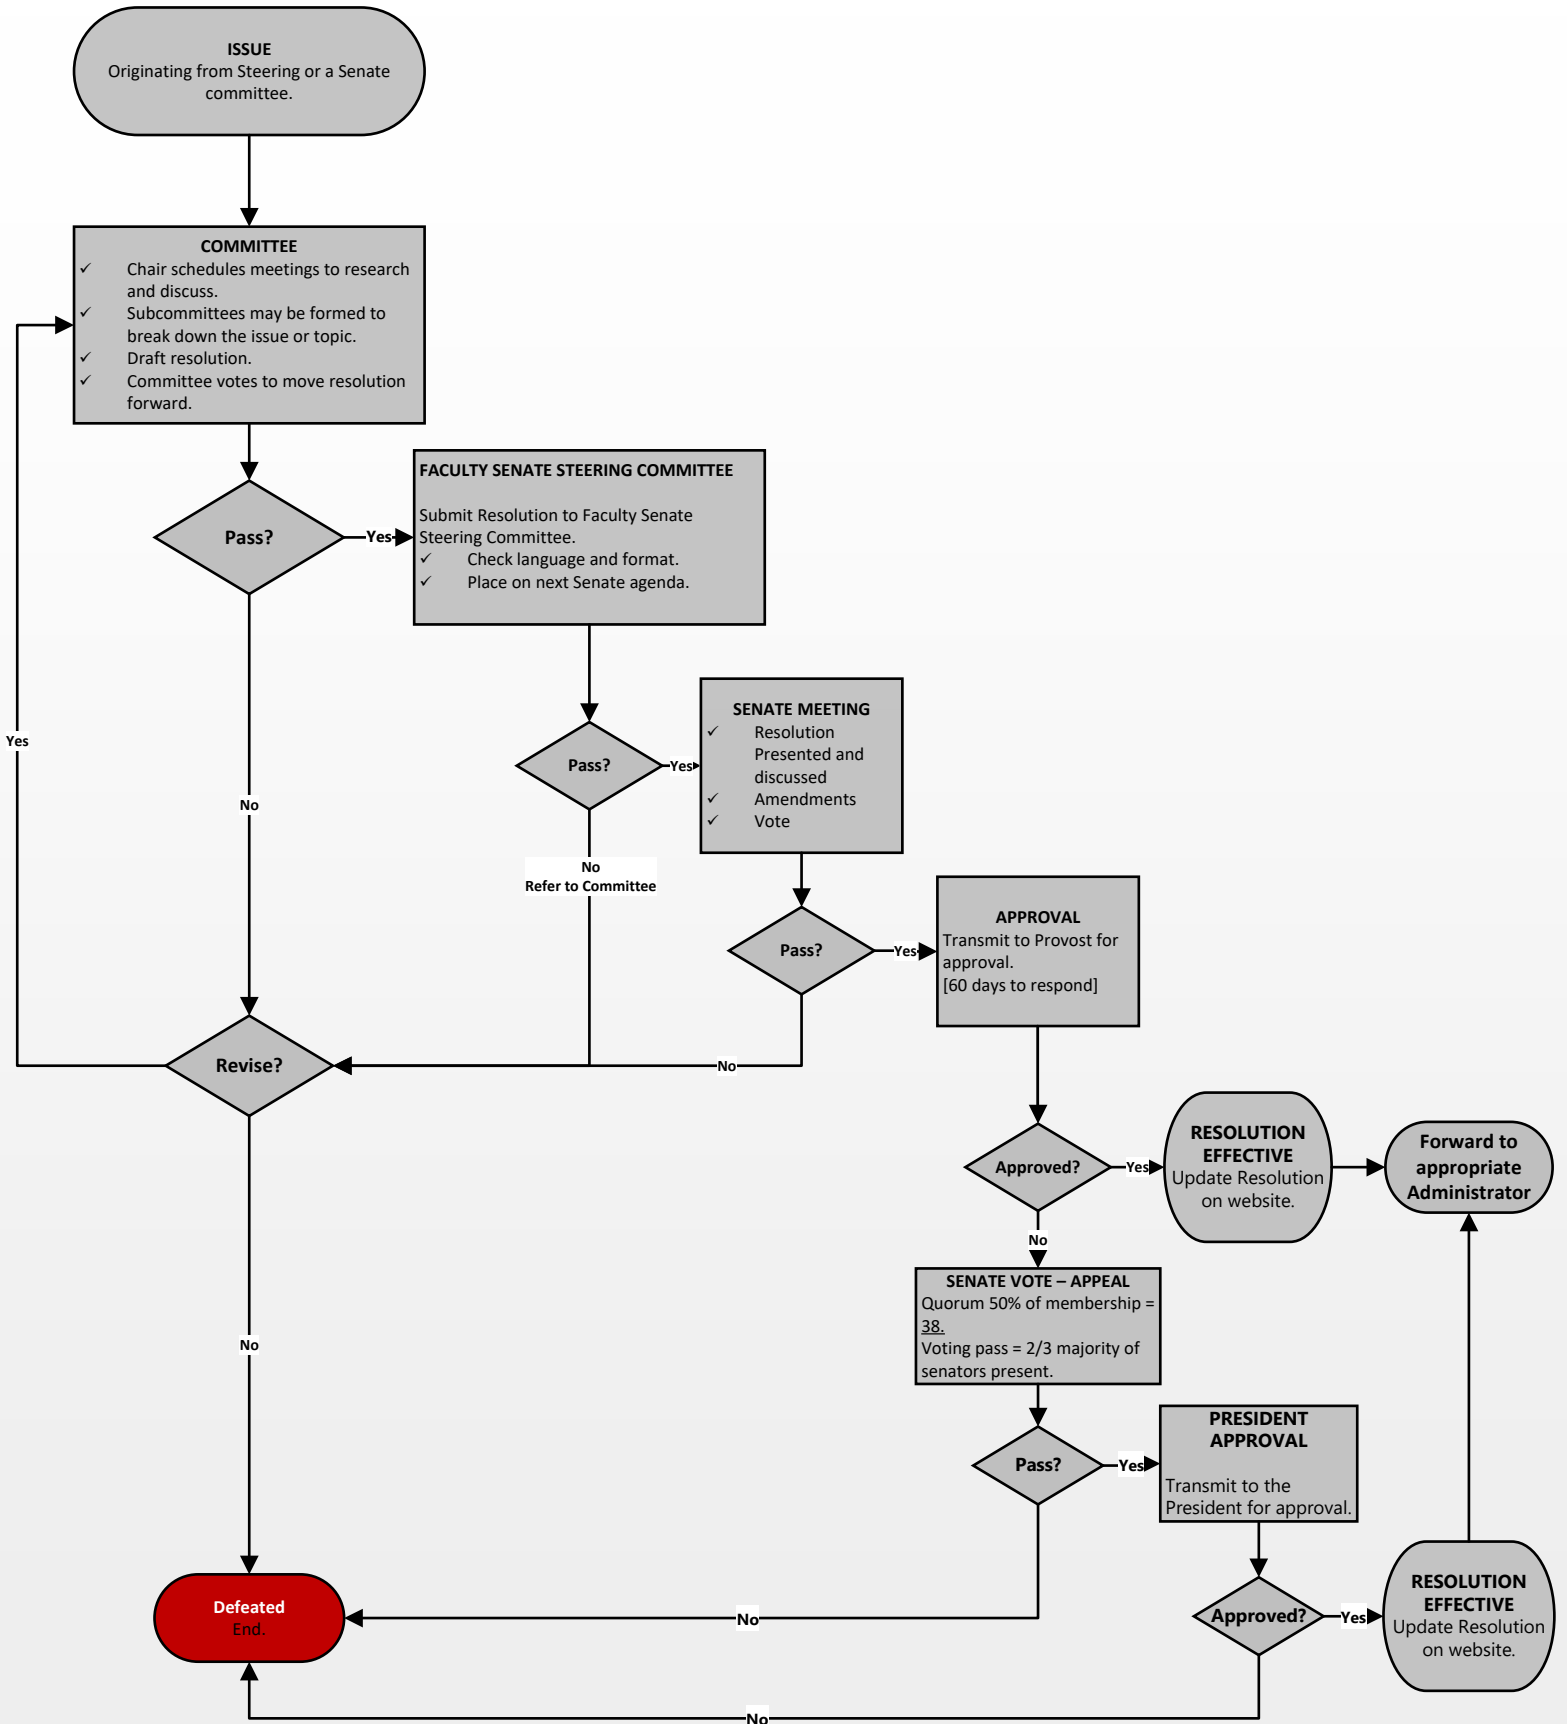 ISSUE
Originating from Steering or a Senate
committee.
COMMITTEE
✓ Chair schedules meetings to research
and discuss.
✓ Subcommittees may be formed to
break down the issue or topic.
✓ Draft resolution.
✓ Committee votes to move resolution
forward.
Pass?
Yes
FACULTY SENATE STEERING COMMITTEE
Submit Resolution to Faculty Senate
Steering Committee.
✓ Check language and format.
✓ Place on next Senate agenda.
Yes
No
Pass?
Yes
SENATE MEETING
✓ Resolution
Presented and
discussed
✓ Amendments
✓ Vote
No
Refer to Committee
Pass?
Yes
APPROVAL
Transmit to Provost for
approval.
[60 days to respond]
Revise?
No
Approved?
Yes
RESOLUTION
EFFECTIVE
Update Resolution
on website.
Forward to
appropriate
Administrator
No
No
SENATE VOTE – APPEAL
Quorum 50% of membership =
38.
Voting pass = 2/3 majority of
senators present.
Pass?
Yes
PRESIDENT
APPROVAL
Transmit to the
President for approval.
Defeated
End.
No
Approved?
Yes
RESOLUTION
EFFECTIVE
Update Resolution
on website.
No